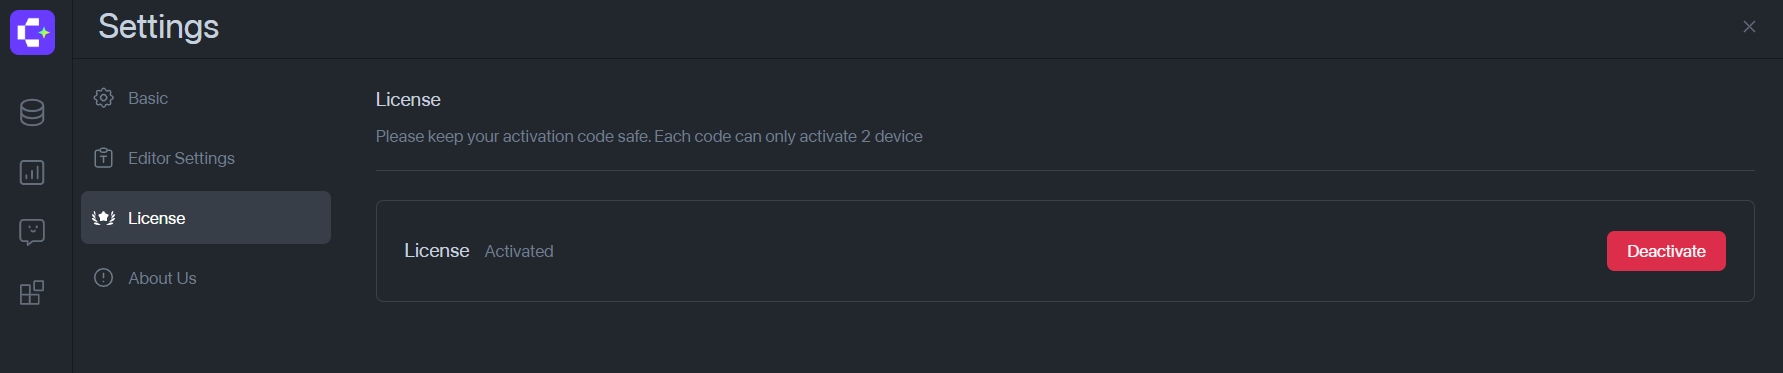 Settings
Basic
Editor Settings
License
About Us
License
Please keep your activation code safe. Each code can only activate 2 device
License Activated
Deactivate